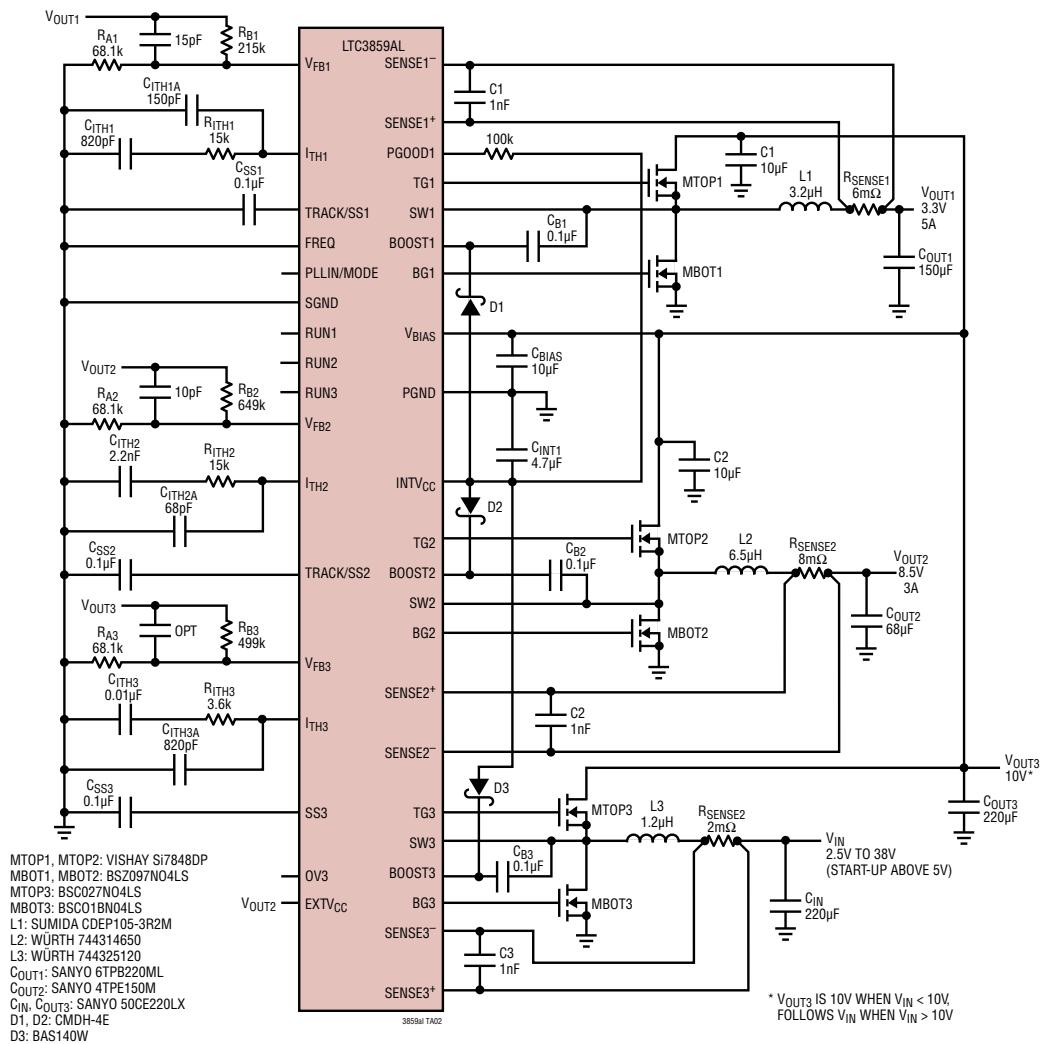 VOUT1
RA1
68.1k
15pF
RB1
215k
LTC3859AL
VFB1
SENSE1–
C1
1nF
CITH1A
150pF
SENSE1+
CITH1
820pF
RITH1
15k
ITH1
PGOOD1
100k
CSS1
0.1µF
TG1
MTOP1
C1
10µF
L1
3.2µH
RSENSE1
6mΩ
VOUT1
3.3V
5A
TRACK/SS1
SW1
CB1
0.1µF
FREQ
BOOST1
PLLIN/MODE
BG1
MBOT1
COUT1
150µF
SGND
D1
RUN1
VBIAS
CBIAS
10µF
RUN2
VOUT2
RA2
68.1k
10pF
RB2
649k
RUN3
PGND
VFB2
CINT1
4.7µF
CITH2
2.2nF
RITH2
15k
ITH2
INTVCC
C2
10µF
CITH2A
68pF
D2
TG2
MTOP2
L2
6.5µH
RSENSE2
8mΩ
VOUT2
8.5V
3A
CSS2
0.1µF
TRACK/SS2
BOOST2
CB2
0.1µF
SW2
VOUT3
RA3
68.1k
OPT
RB3
499k
BG2
MBOT2
COUT2
68µF
VFB3
CITH3
0.01µF
RITH3
3.6k
ITH3
SENSE2+
C2
1nF
CITH3A
820pF
SENSE2–
VOUT3
10V*
CSS3
0.1µF
D3
SS3
TG3
MTOP3
L3
1.2µH
RSENSE2
2mΩ
COUT3
220µF
SW3
VIN
2.5V TO 38V
(START-UP ABOVE 5V)
CB3
0.1µF
OV3
BOOST3
VOUT2
EXTVCC
BG3
MBOT3
CIN
220µF
SENSE3–
C3
1nF
SENSE3+
MTOP1, MTOP2: VISHAY Si7848DP
MBOT1, MBOT2: BSZ097NO4LS
MTOP3: BSC027NO4LS
MBOT3: BSCO1BN04LS
L1: SUMIDA CDEP105-3R2M
L2: WÜRTH 744314650
L3: WÜRTH 744325120
COUT1: SANYO 6TPB220ML
COUT2: SANYO 4TPE150M
CIN, COUT3: SANYO 50CE220LX
D1, D2: CMDH-4E
D3: BAS140W
3859al TA02
* VOUT3 IS 10V WHEN VIN < 10V,
FOLLOWS VIN WHEN VIN > 10V